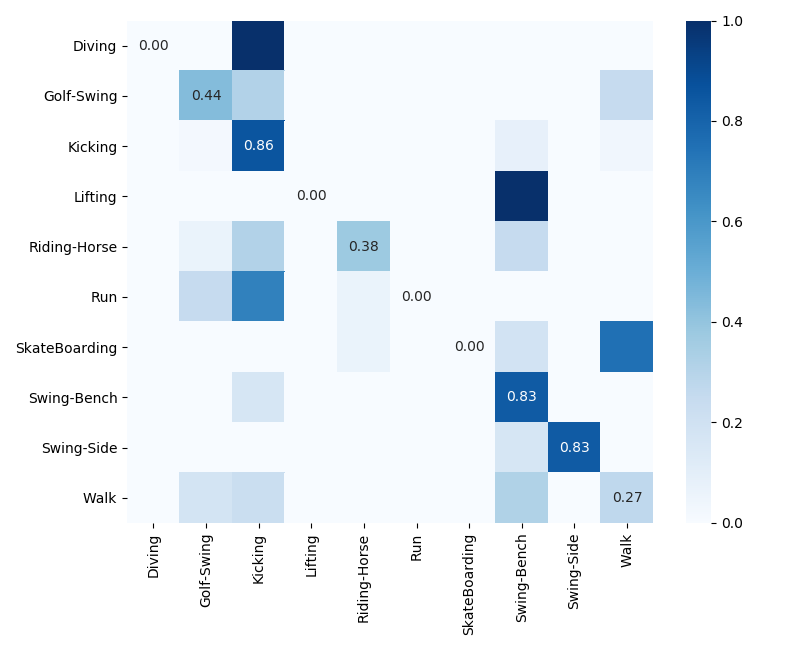 Diving 0.00
Golf-Swing 0.44
Kicking 0.86
Lifting 0.00
Riding-Horse 0.38
Run 0.00
SkateBoarding 0.00
Swing-Bench 0.83
Swing-Side 0.83
Walk 0.27
Diving Golf-Swing Kicking Lifting Riding-Horse Run SkateBoarding Swing-Bench Swing-Side Walk
1.0
0.8
0.6
0.4
0.2
0.0